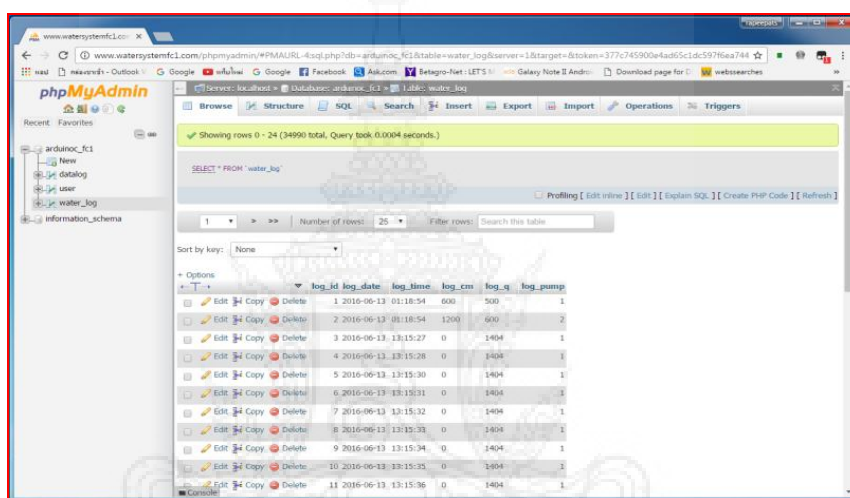 rapeepats
www.watersystemfc1.com
www.watersystemfc1.com/phpmyadmin/#PMAURL-4:sql.php?db=arduinoc_fc1&table=water_log&server=1&target=&token=377c745900e4ad65c1dc597f6ea744
แอป Outlook G Google G Google Facebook Ask.com Betagro-Net : LET'S Galaxy Note II Andro Download page for D webssearches
phpMyAdmin
Recent Favorites
arduinoc_fc1
New
datalog
user
water_log
information_schema
Server: localhost » Database: arduinoc_fc1 » Table: water_log
Browse Structure SQL Search Insert Export Import Operations Triggers
Showing rows 0 - 24 (34990 total, Query took 0.0004 seconds.)
SELECT * FROM `water_log`
Profiling [ Edit inline ] [ Edit ] [ Explain SQL ] [ Create PHP Code ] [ Refresh ]
1 > >> Number of rows: 25 Filter rows: Search this table
Sort by key: None
+ Options
←T→ log_id log_date log_time log_cm log_q log_pump
Edit Copy Delete 1 2016-06-13 01:18:54 600 500 1
Edit Copy Delete 2 2016-06-13 01:18:54 1200 600 2
Edit Copy Delete 3 2016-06-13 13:15:27 0 1404 1
Edit Copy Delete 4 2016-06-13 13:15:28 0 1404 1
Edit Copy Delete 5 2016-06-13 13:15:30 0 1404 1
Edit Copy Delete 6 2016-06-13 13:15:31 0 1404 1
Edit Copy Delete 7 2016-06-13 13:15:32 0 1404 1
Edit Copy Delete 8 2016-06-13 13:15:33 0 1404 1
Edit Copy Delete 9 2016-06-13 13:15:34 0 1404 1
Edit Copy Delete 10 2016-06-13 13:15:35 0 1404 1
Edit Copy Delete 11 2016-06-13 13:15:36 0 1404 1
Console